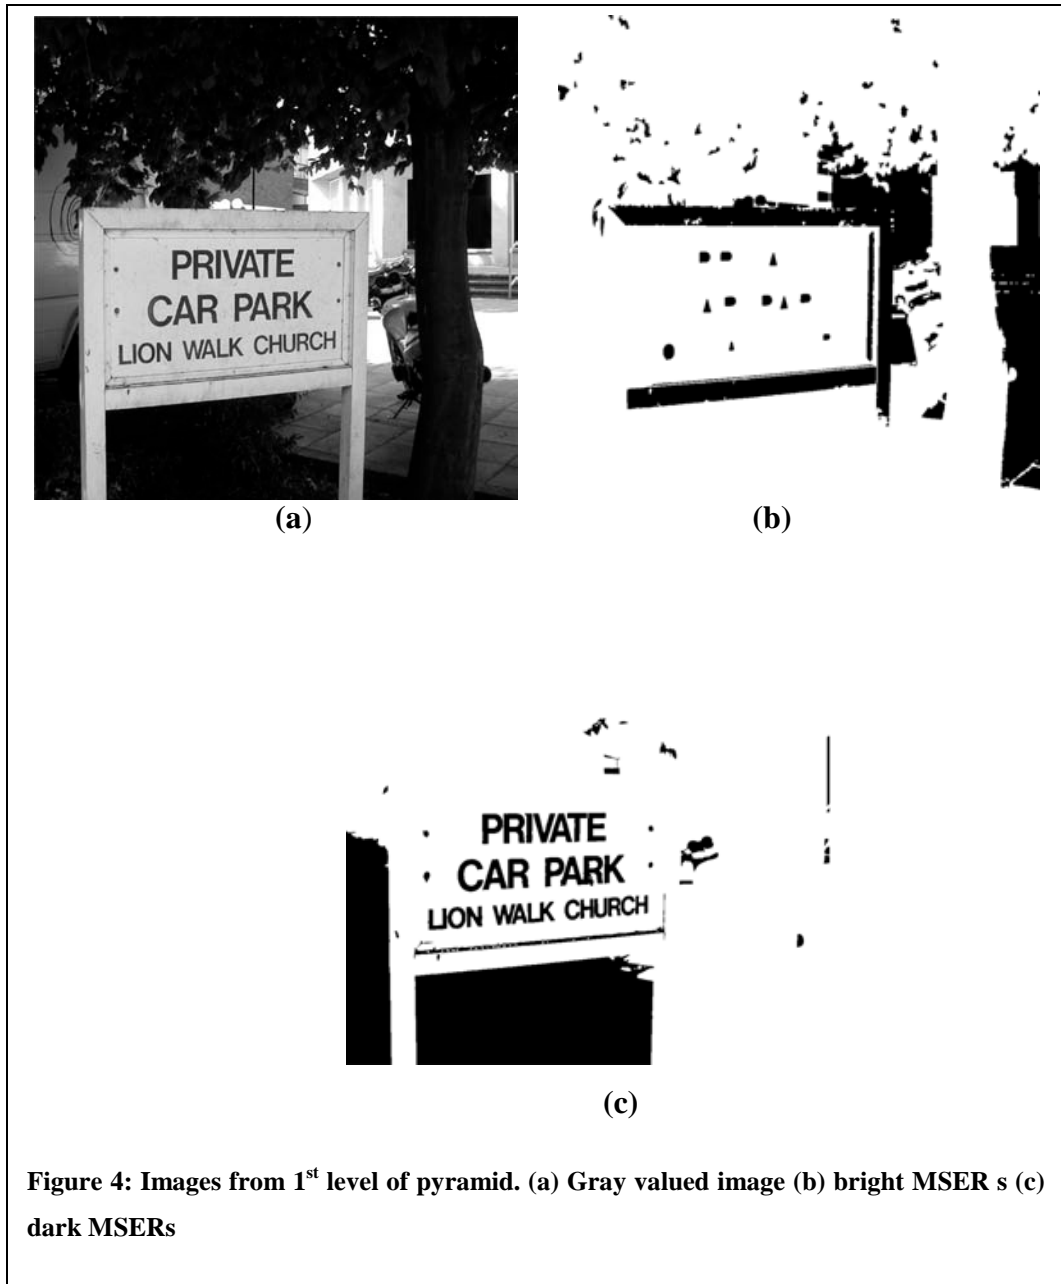 PRIVATE
CAR PARK
LION WALK CHURCH
(a)
(b)
PRIVATE
CAR PARK
LION WALK CHURCH
(c)
Figure 4: Images from 1st level of pyramid. (a) Gray valued image (b) bright MSER s (c)
dark MSERs